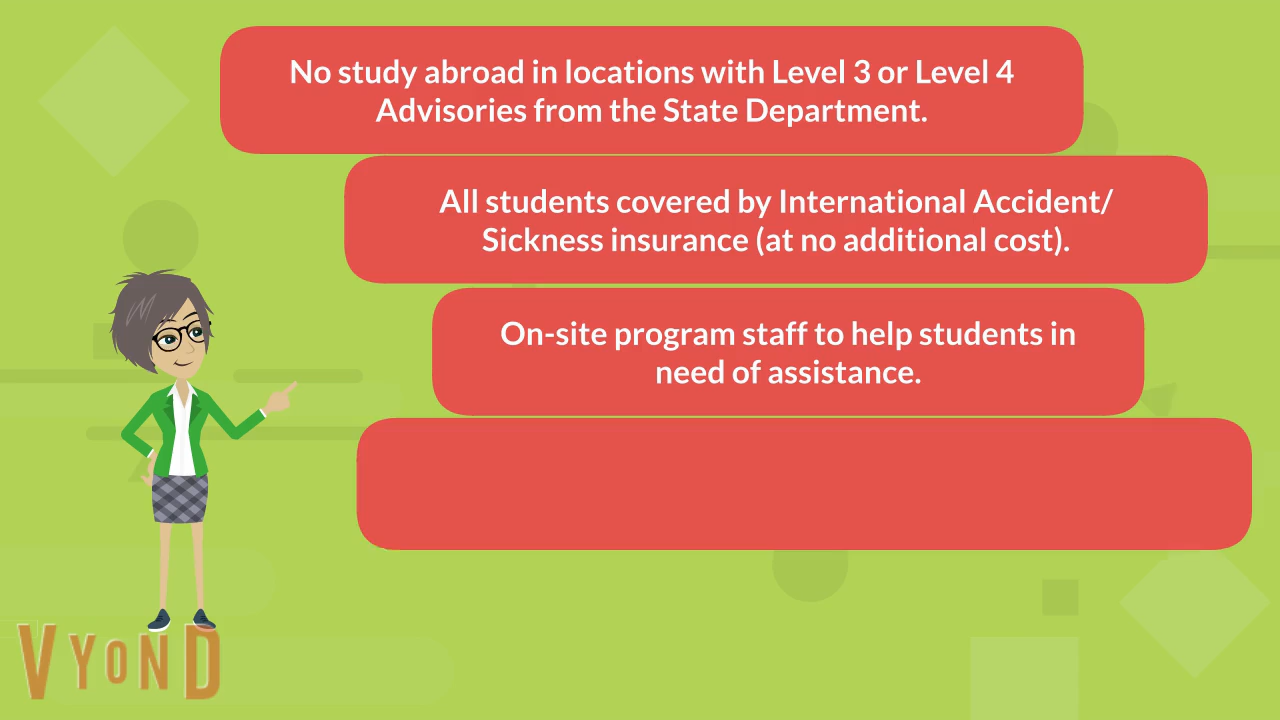 No study abroad in locations with Level 3 or Level 4
Advisories from the State Department.
All students covered by International Accident/
Sickness insurance (at no additional cost).
On-site program staff to help students in
need of assistance.
VYOND